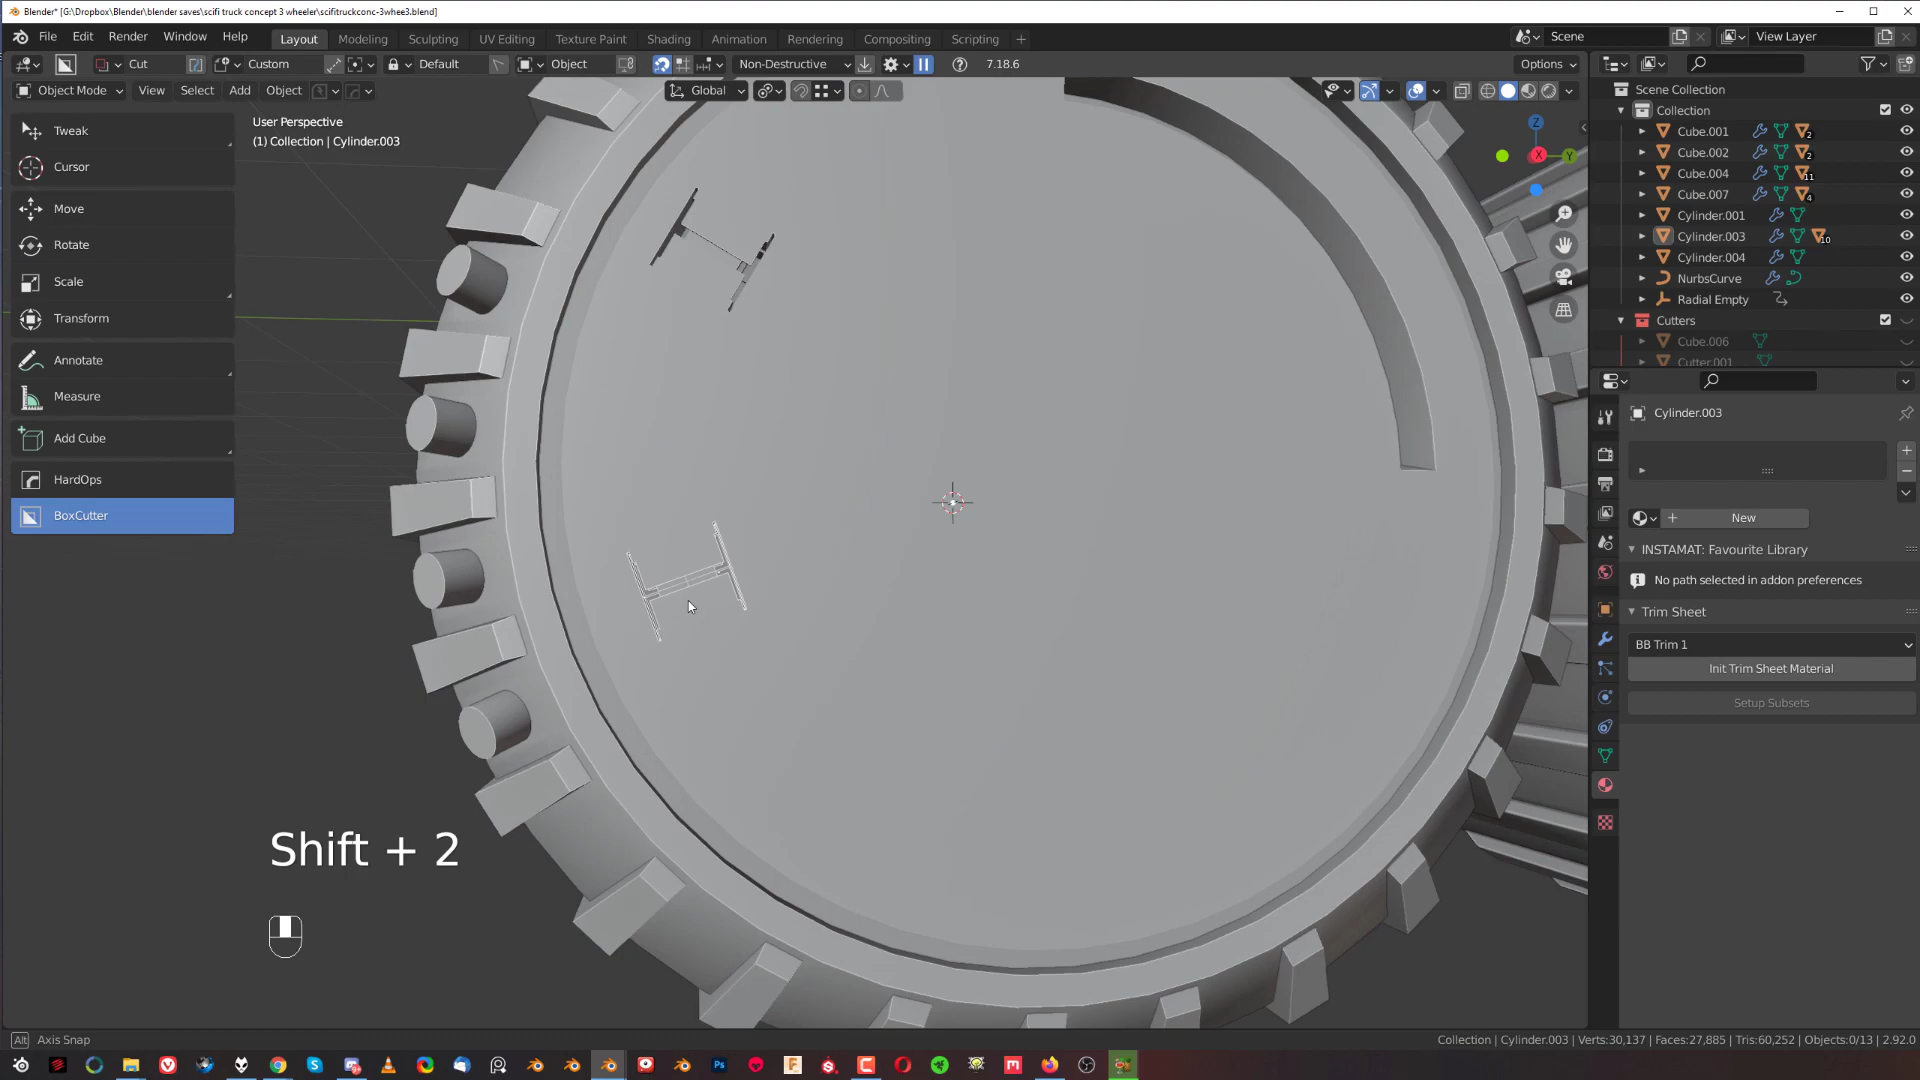 Blender* [G:\Dropbox\Blender\blender saves\scifi truck concept 3 wheeler\scifitruckconc-3whee3.blend]
File Edit Render Window Help Layout Modeling Sculpting UV Editing Texture Paint Shading Animation Rendering Compositing Scripting + Scene View Layer
Cut Custom Default Object Non-Destructive 7.18.6 Options
Object Mode View Select Add Object Global
User Perspective
(1) Collection | Cylinder.003
Tweak
Cursor
Move
Rotate
Scale
Transform
Annotate
Measure
Add Cube
HardOps
BoxCutter
Z
X
Y
Shift + 2
Scene Collection
Collection
Cube.001 2
Cube.002 2
Cube.004 11
Cube.007 4
Cylinder.001
Cylinder.003 10
Cylinder.004
NurbsCurve
Radial Empty
Cutters
Cube.006
Cutter.001
Cylinder.003
New
INSTAMAT: Favourite Library
No path selected in addon preferences
Trim Sheet
BB Trim 1
Init Trim Sheet Material
Setup Subsets
Alt Axis Snap
Collection | Cylinder.003 | Verts:30,137 | Faces:27,885 | Tris:60,252 | Objects:0/13 | 2.92.0